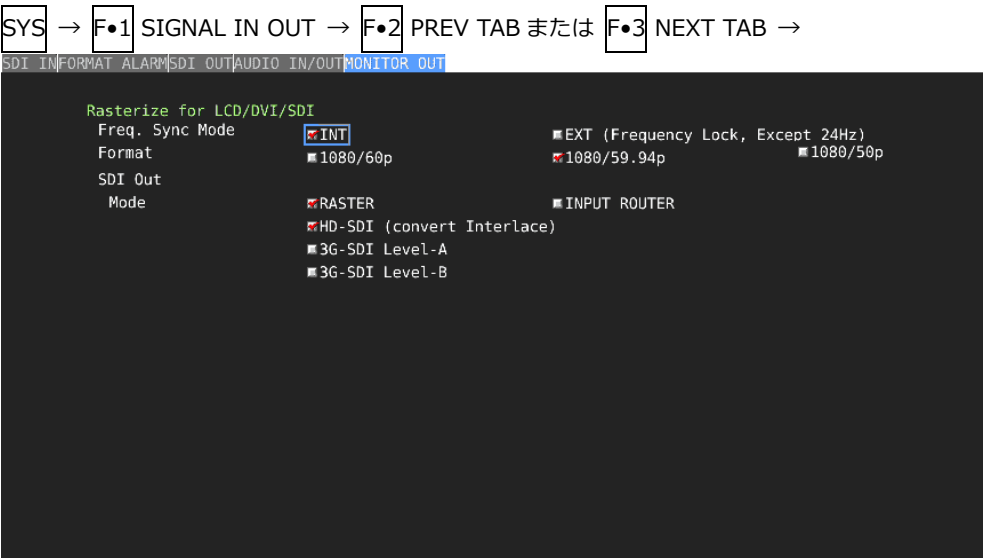 SYS → F•1 SIGNAL IN OUT → F•2 PREV TAB または F•3 NEXT TAB →
SDI IN FORMAT ALARM SDI OUT AUDIO IN/OUT MONITOR OUT
Rasterize for LCD/DVI/SDI
Freq. Sync Mode INT EXT (Frequency Lock, Except 24Hz)
Format 1080/60p 1080/59.94p 1080/50p
SDI Out
Mode RASTER INPUT ROUTER
HD-SDI (convert Interlace)
3G-SDI Level-A
3G-SDI Level-B